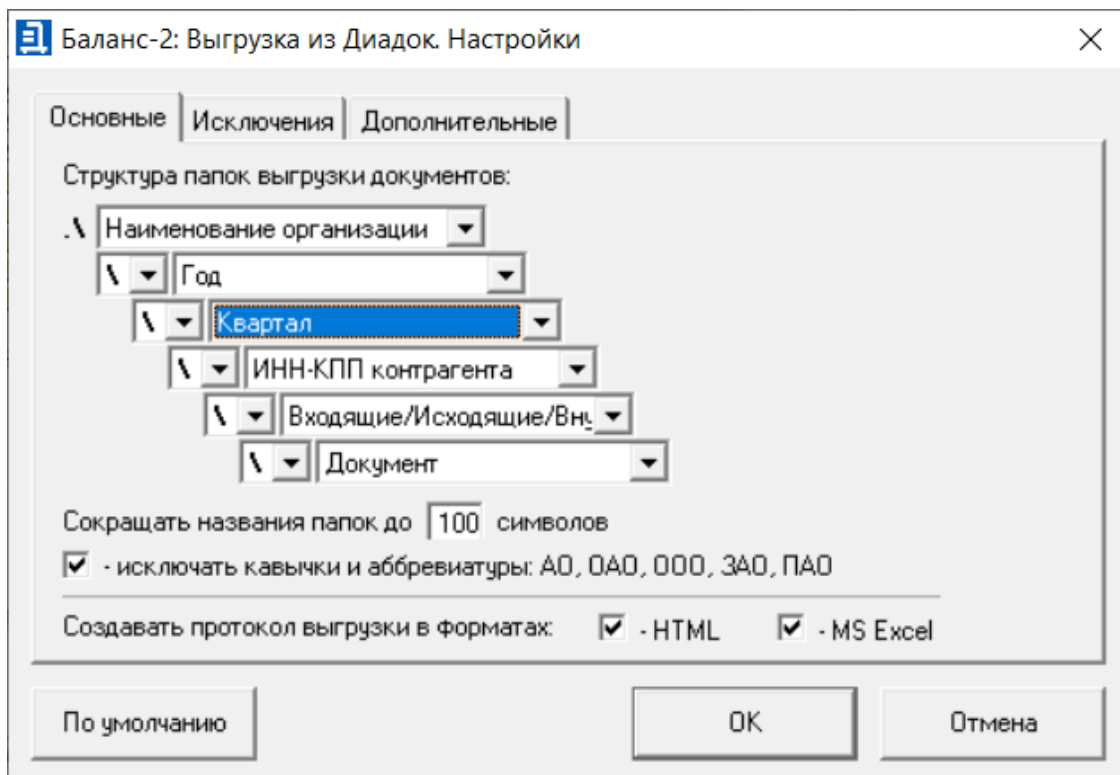 Баланс-2: Выгрузка из Диадок. Настройки
Основные Исключения Дополнительные
Структура папок выгрузки документов:
.\ Наименование организации
\ Год
\ Квартал
\ ИНН-КПП контрагента
\ Входящие/Исходящие/Вну
\ Документ
Сокращать названия папок до 100 символов
- исключать кавычки и аббревиатуры: АО, ОАО, ООО, ЗАО, ПАО
Создавать протокол выгрузки в форматах: - HTML - MS Excel
По умолчанию OK Отмена